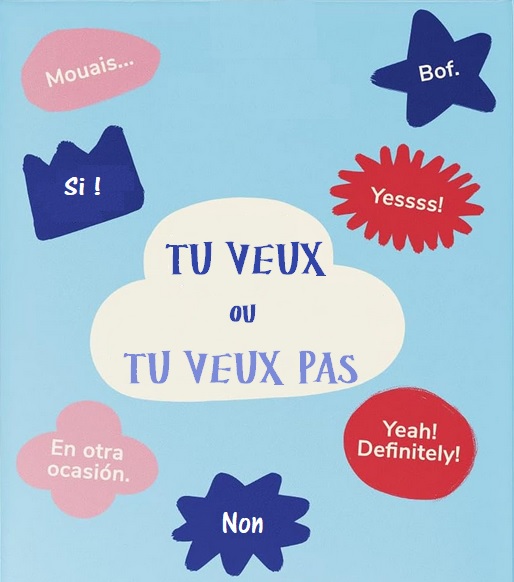 Mouais...
Bof.
Si !
Yessss!
TU VEUX
OU
TU VEUX PAS
En otra
ocasión.
Yeah!
Definitely!
Non